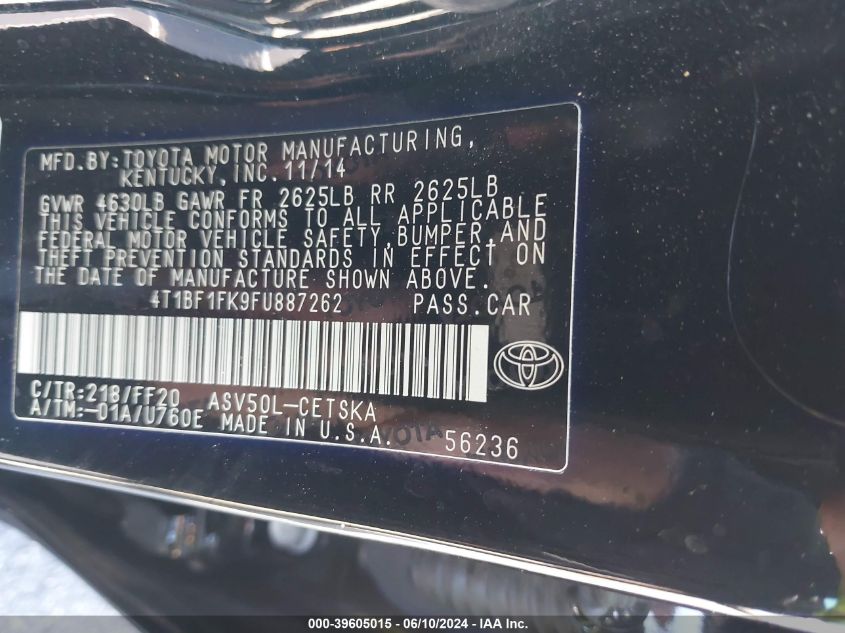 MFD.BY:TOYOTA MOTOR MANUFACTURING,
KENTUCKY,INC. 11/14
GVWR 4630LB GAWR FR 2625LB RR 2625LB
THIS VEHICLE CONFORMS TO ALL APPLICABLE
FEDERAL MOTOR VEHICLE SAFETY,BUMPER,AND
THEFT PREVENTION STANDARDS IN EFFECT ON
THE DATE OF MANUFACTURE SHOWN ABOVE.
4T1BF1FK9FU887262 PASS.CAR
C/TR:218/FF20 ASV50L-CETSKA
A/TM:-01A/U760E MADE IN U.S.A. 56236
000-39605015 - 06/10/2024 - IAA Inc.